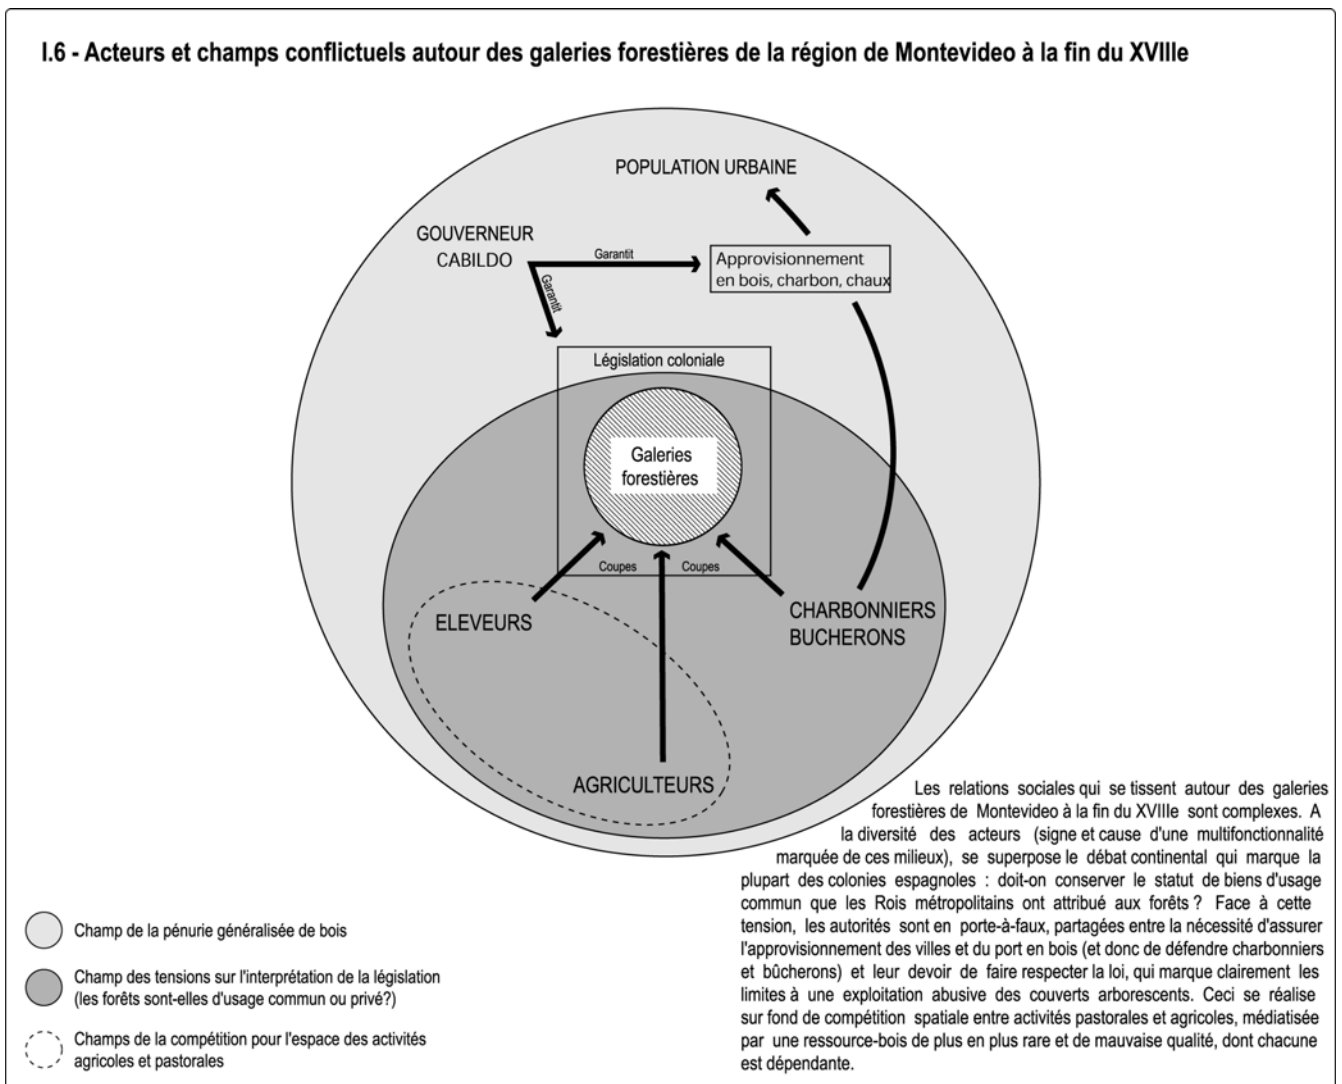 I.6 - Acteurs et champs conflictuels autour des galeries forestières de la région de Montevideo à la fin du XVIIIe
POPULATION URBAINE
GOUVERNEUR
CABILDO
Garantit
Garantit
Approvisionnement
en bois, charbon, chaux
Législation coloniale
Galeries
forestières
Coupes
Coupes
ELEVEURS
CHARBONNIERS
BUCHERONS
AGRICULTEURS
Les relations sociales qui se tissent autour des galeries
forestières de Montevideo à la fin du XVIIIe sont complexes. A
la diversité des acteurs (signe et cause d'une multifonctionnalité
marquée de ces milieux), se superpose le débat continental qui marque la
plupart des colonies espagnoles : doit-on conserver le statut de biens d'usage
commun que les Rois métropolitains ont attribué aux forêts ? Face à cette
tension, les autorités sont en porte-à-faux, partagées entre la nécessité d'assurer
l'approvisionnement des villes et du port en bois (et donc de défendre charbonniers
et bûcherons) et leur devoir de faire respecter la loi, qui marque clairement les
limites à une exploitation abusive des couverts arborescents. Ceci se réalise
sur fond de compétition spatiale entre activités pastorales et agricoles, médiatisée
par une ressource-bois de plus en plus rare et de mauvaise qualité, dont chacune
est dépendante.
Champ de la pénurie généralisée de bois
Champ des tensions sur l'interprétation de la législation
(les forêts sont-elles d'usage commun ou privé?)
Champs de la compétition pour l'espace des activités
agricoles et pastorales